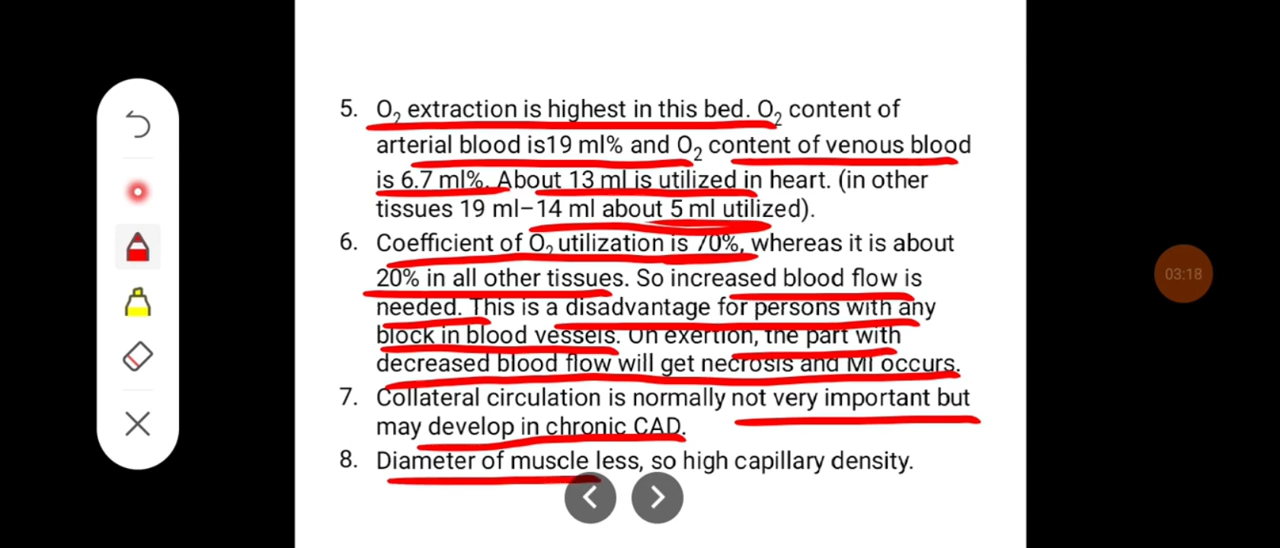 5. O₂ extraction is highest in this bed. O₂ content of
arterial blood is19 ml% and O₂ content of venous blood
is 6.7 ml%. About 13 ml is utilized in heart. (in other
tissues 19 ml–14 ml about 5 ml utilized).
6. Coefficient of O₂ utilization is 70%, whereas it is about
20% in all other tissues. So increased blood flow is
needed. This is a disadvantage for persons with any
block in blood vessels. On exertion, the part with
decreased blood flow will get necrosis and MI occurs.
7. Collateral circulation is normally not very important but
may develop in chronic CAD.
8. Diameter of muscle less, so high capillary density.
03:18